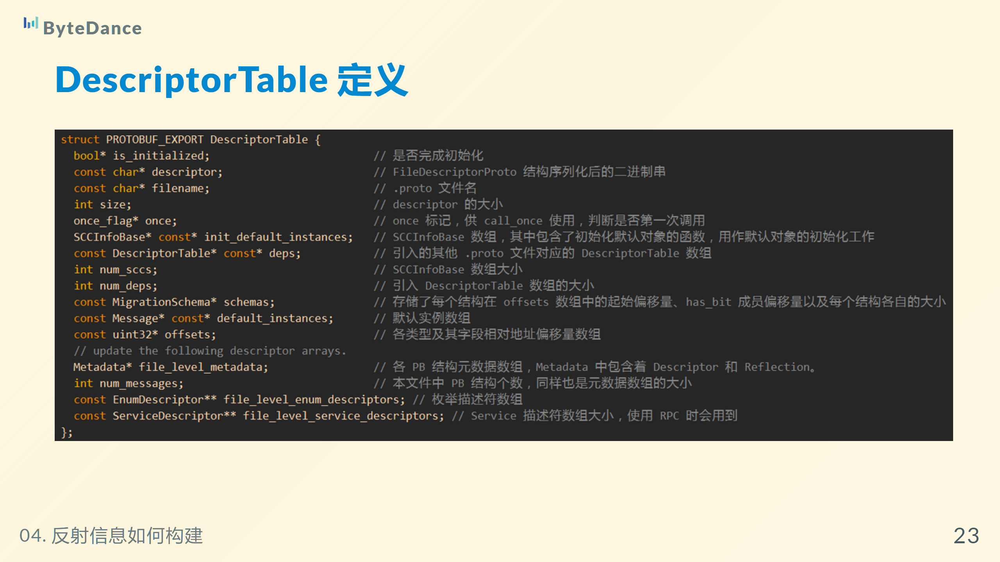 ByteDance
DescriptorTable 定义
struct PROTOBUF_EXPORT DescriptorTable {
  bool* is_initialized; // 是否完成初始化
  const char* descriptor; // FileDescriptorProto 结构序列化后的二进制串
  const char* filename; // .proto 文件名
  int size; // descriptor 的大小
  once_flag* once; // once 标记，供 call_once 使用，判断是否第一次调用
  SCCInfoBase* const* init_default_instances; // SCCInfoBase 数组，其中包含了初始化默认对象的函数，用作默认对象的初始化工作
  const DescriptorTable* const* deps; // 引入的其他 .proto 文件对应的 DescriptorTable 数组
  int num_sccs; // SCCInfoBase 数组大小
  int num_deps; // 引入 DescriptorTable 数组的大小
  const MigrationSchema* schemas; // 存储了每个结构在 offsets 数组中的起始偏移量、has_bit 成员偏移量以及每个结构各自的大小
  const Message* const* default_instances; // 默认实例数组
  const uint32* offsets; // 各类型及其字段相对地址偏移量数组
  // update the following descriptor arrays.
  Metadata* file_level_metadata; // 各 PB 结构元数据数组，Metadata 中包含着 Descriptor 和 Reflection。
  int num_messages; // 本文件中 PB 结构个数，同样也是元数据数组的大小
  const EnumDescriptor** file_level_enum_descriptors; // 枚举描述符数组
  const ServiceDescriptor** file_level_service_descriptors; // Service 描述符数组大小，使用 RPC 时会用到
};
04. 反射信息如何构建
23